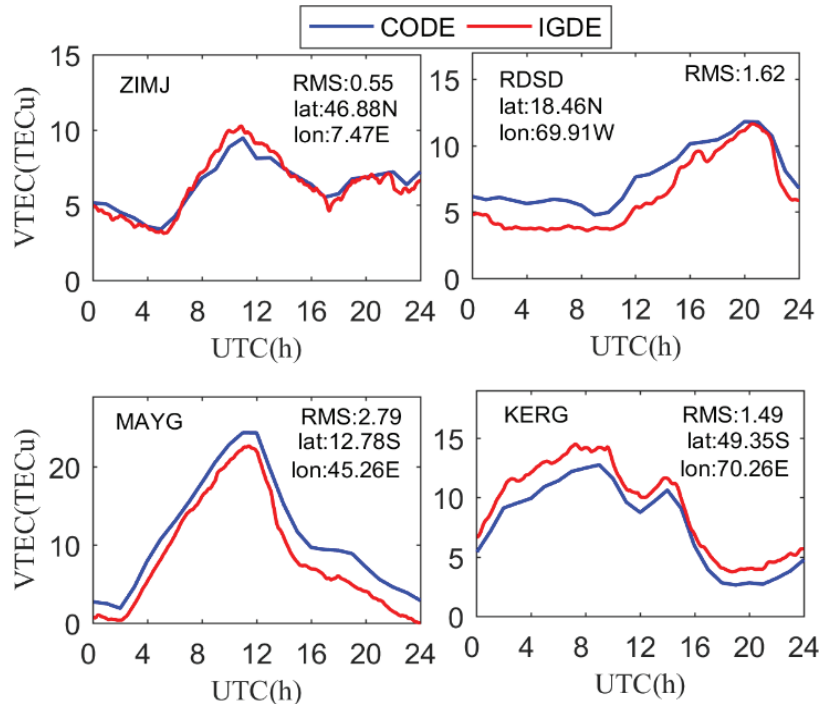 CODE IGDE
ZIMJ
RMS:0.55
lat:46.88N
lon:7.47E
VTEC(TECu)
15
10
5
0
0 4 8 12 16 20 24
UTC(h)
RDSD
lat:18.46N
lon:69.91W
RMS:1.62
15
10
5
0
0 4 8 12 16 20 24
UTC(h)
MAYG
RMS:2.79
lat:12.78S
lon:45.26E
VTEC(TECu)
20
10
0
0 4 8 12 16 20 24
UTC(h)
KERG
RMS:1.49
lat:49.35S
lon:70.26E
15
10
5
0
0 4 8 12 16 20 24
UTC(h)